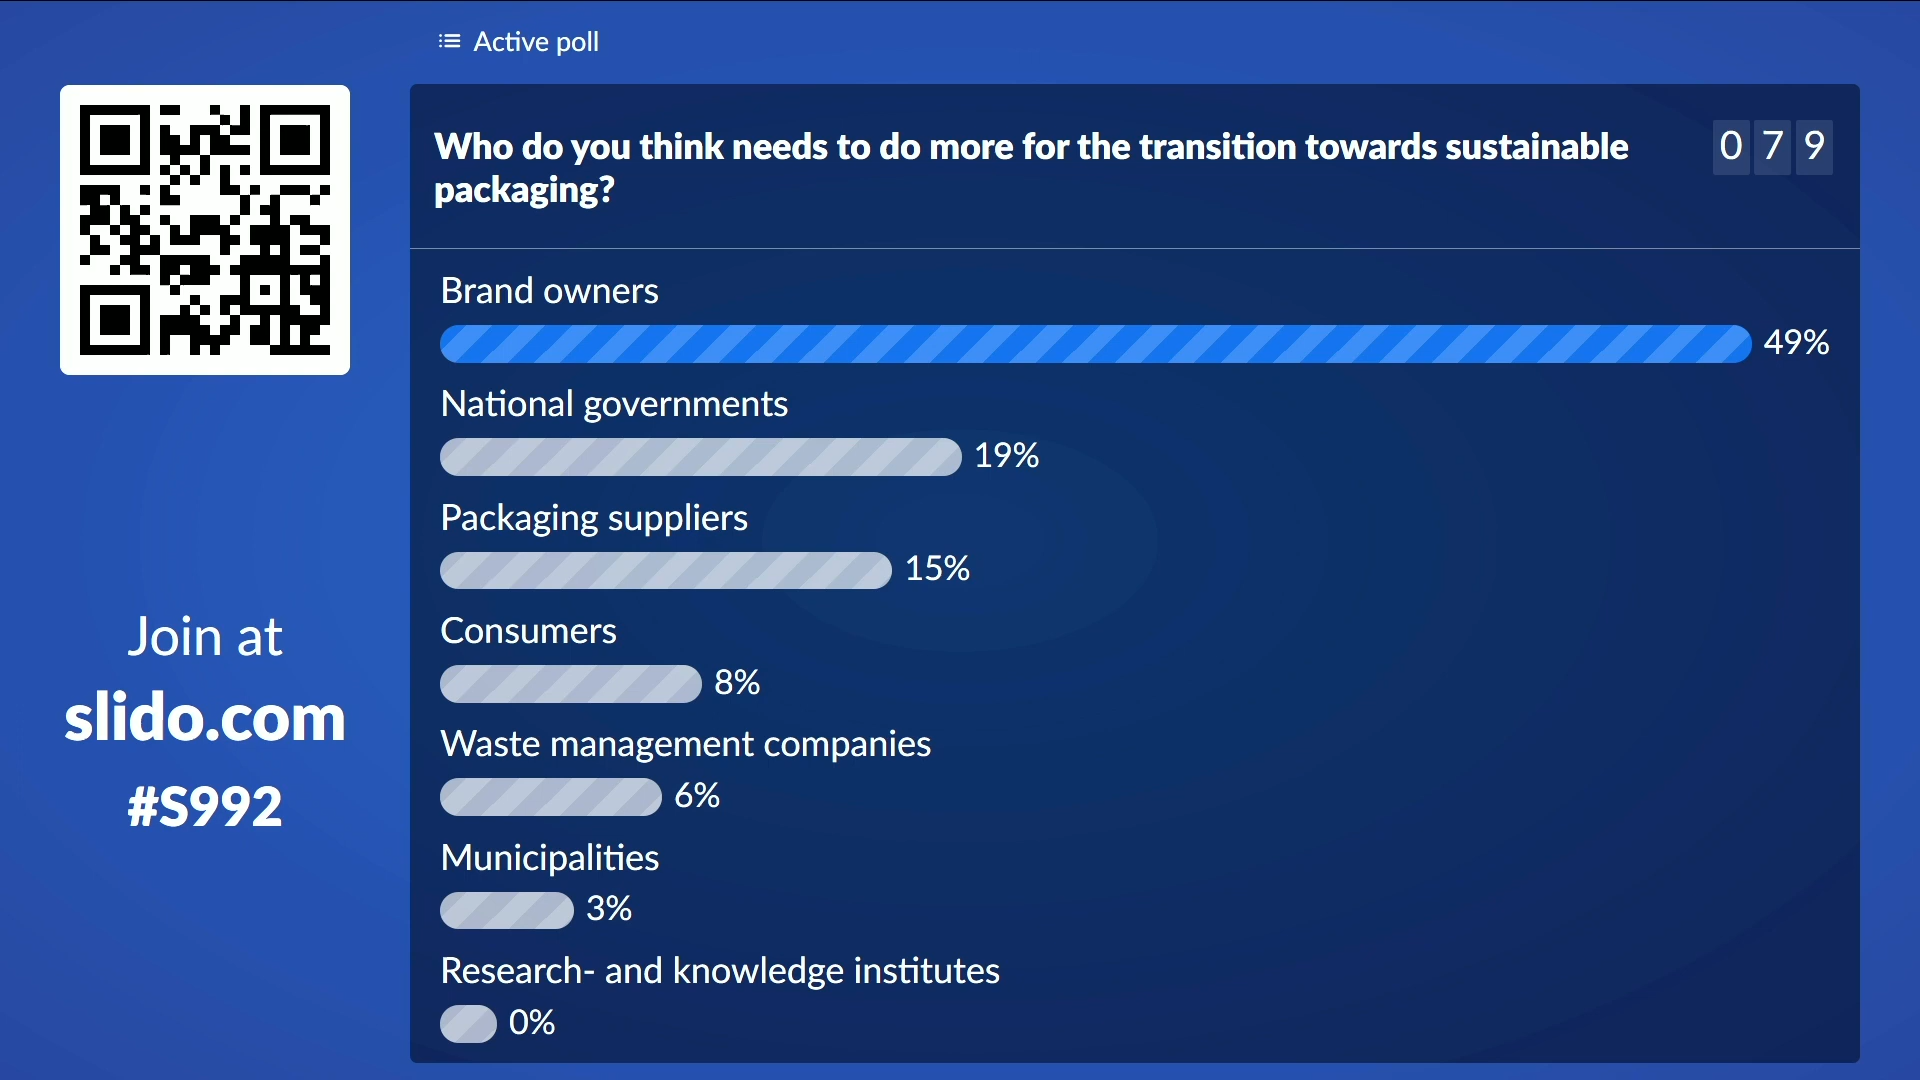 Active poll
Who do you think needs to do more for the transition towards sustainable
packaging?
079
Brand owners
49%
National governments
19%
Packaging suppliers
15%
Consumers
8%
Waste management companies
6%
Municipalities
3%
Research- and knowledge institutes
0%
Join at
slido.com
#S992